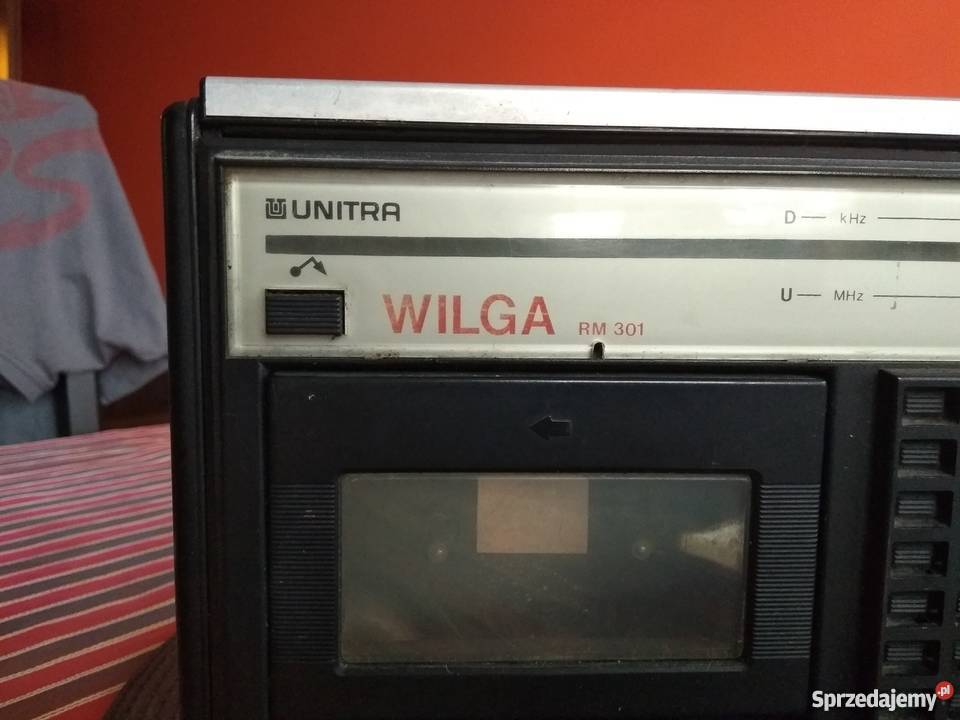 UNITRA
D — kHz
U — MHz
WILGA RM 301
Sprzedajemy.pl